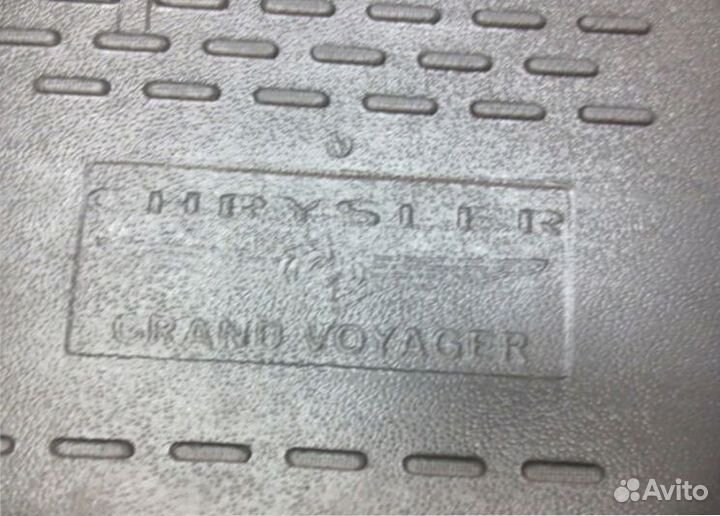 CHRYSLER
GRAND VOYAGER
Avito